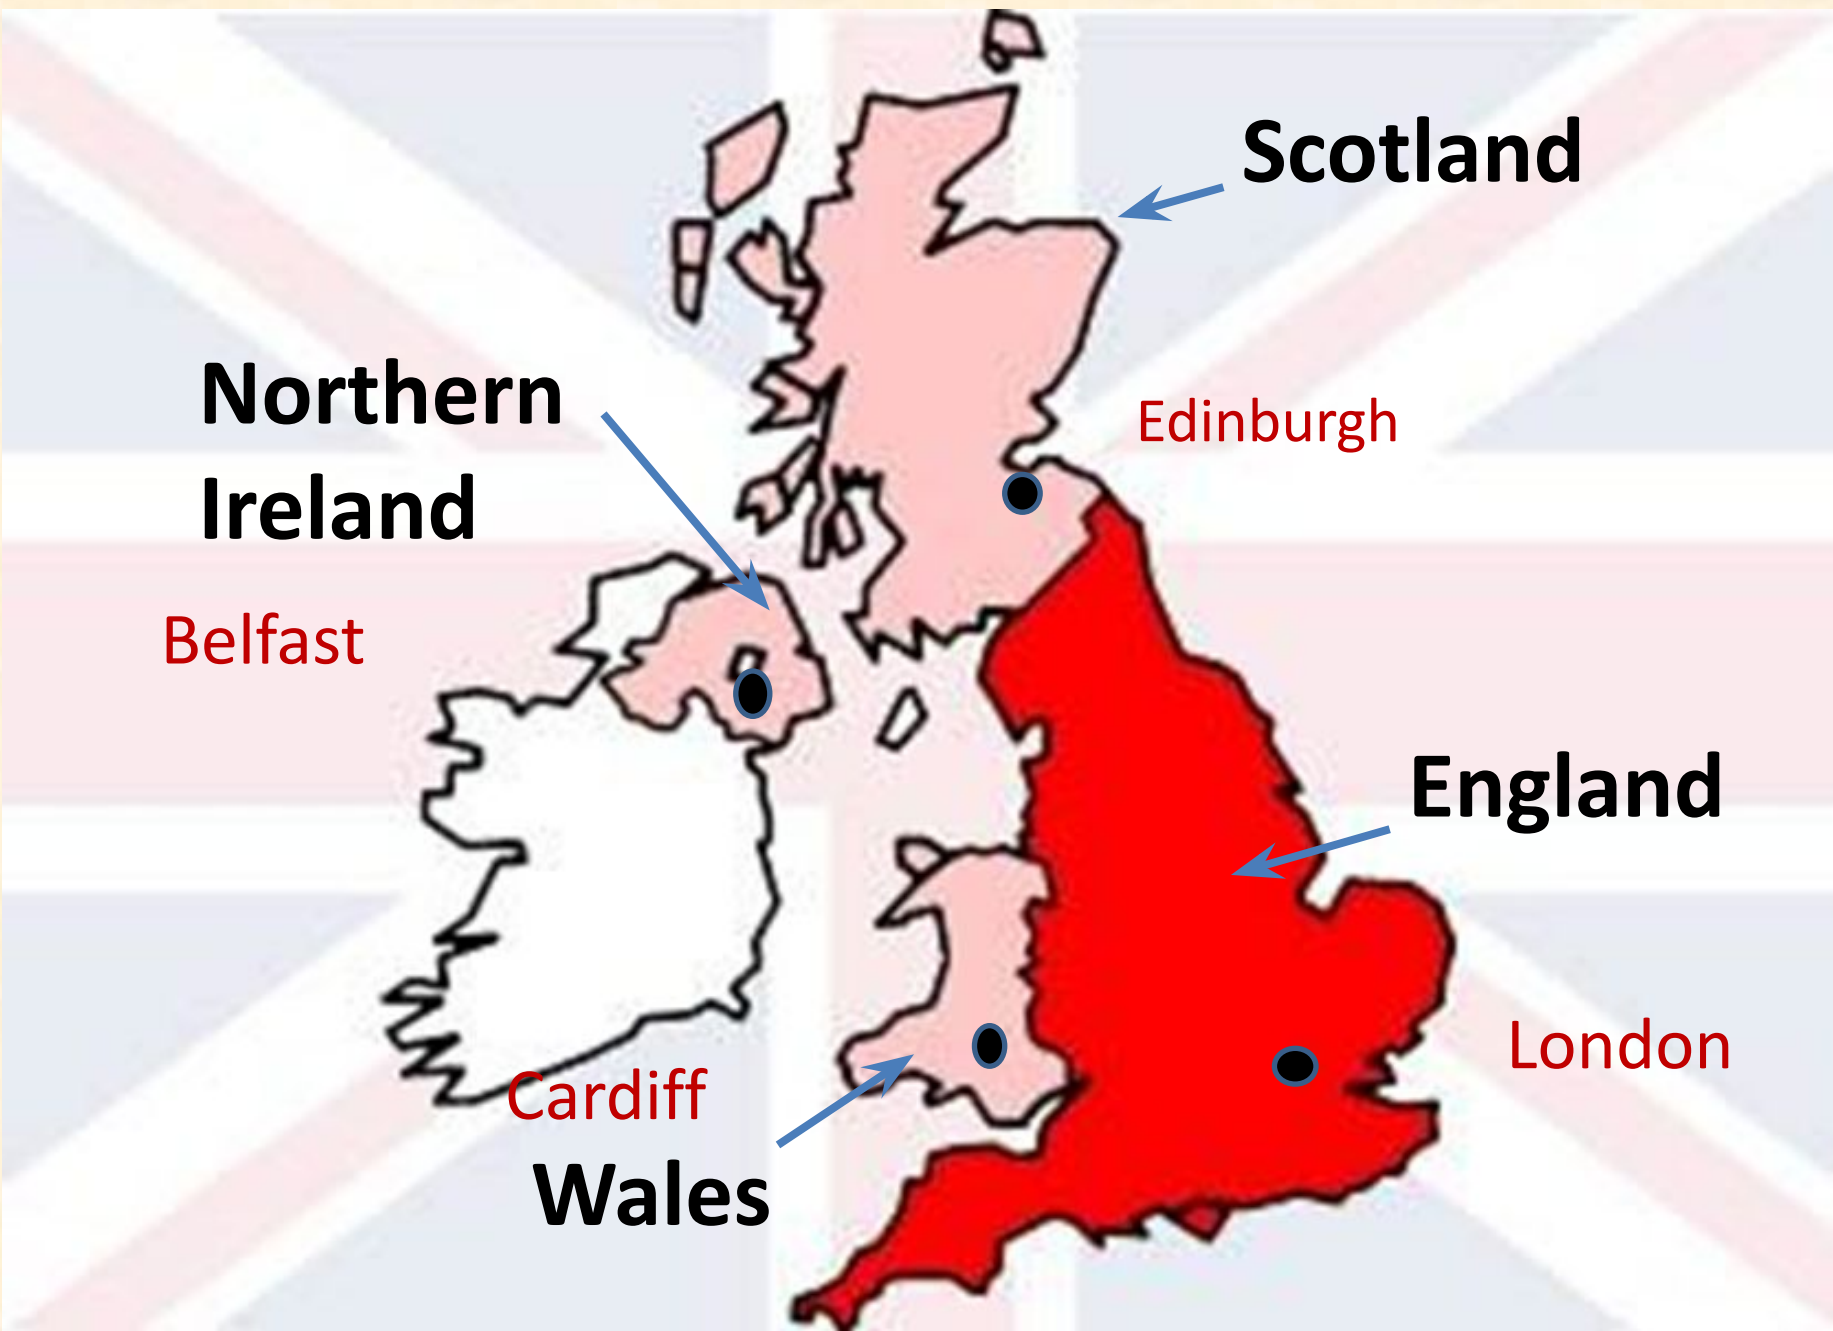 Scotland
Northern
Ireland
Edinburgh
Belfast
England
London
Cardiff
Wales